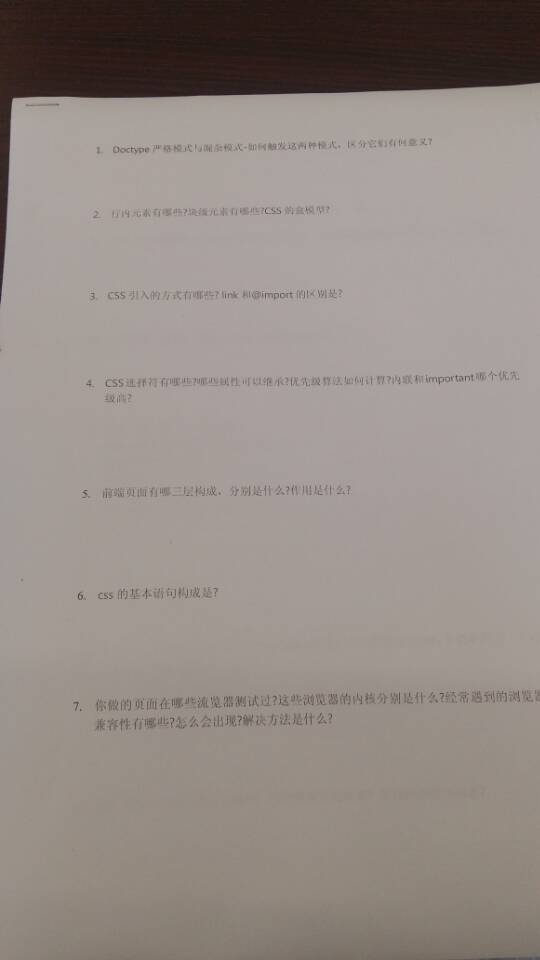 1. Doctype 严格模式与混杂模式-如何触发这两种模式，区分它们有何意义?
2. 行内元素有哪些?块级元素有哪些?CSS 的盒模型?
3. CSS 引入的方式有哪些? link 和@import 的区别是?
4. CSS 选择符有哪些?哪些属性可以继承?优先级算法如何计算?内联和 important 哪个优先
级高?
5. 前端页面有哪三层构成，分别是什么?作用是什么?
6. css 的基本语句构成是?
7. 你做的页面在哪些流览器测试过?这些浏览器的内核分别是什么?经常遇到的浏览器
兼容性有哪些?怎么会出现?解决方法是什么?